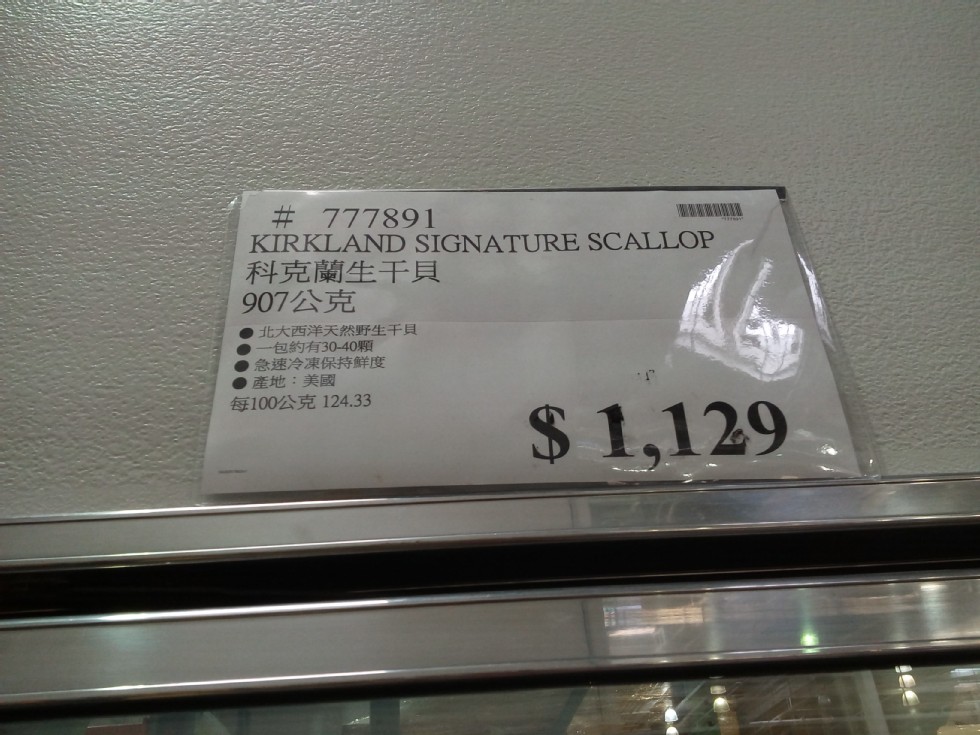 # 777891
KIRKLAND SIGNATURE SCALLOP
科克蘭生干貝
907公克
● 北大西洋天然野生干貝
● 一包約有30-40顆
● 急速冷凍保持鮮度
● 產地：美國
每100公克 124.33
$ 1,129